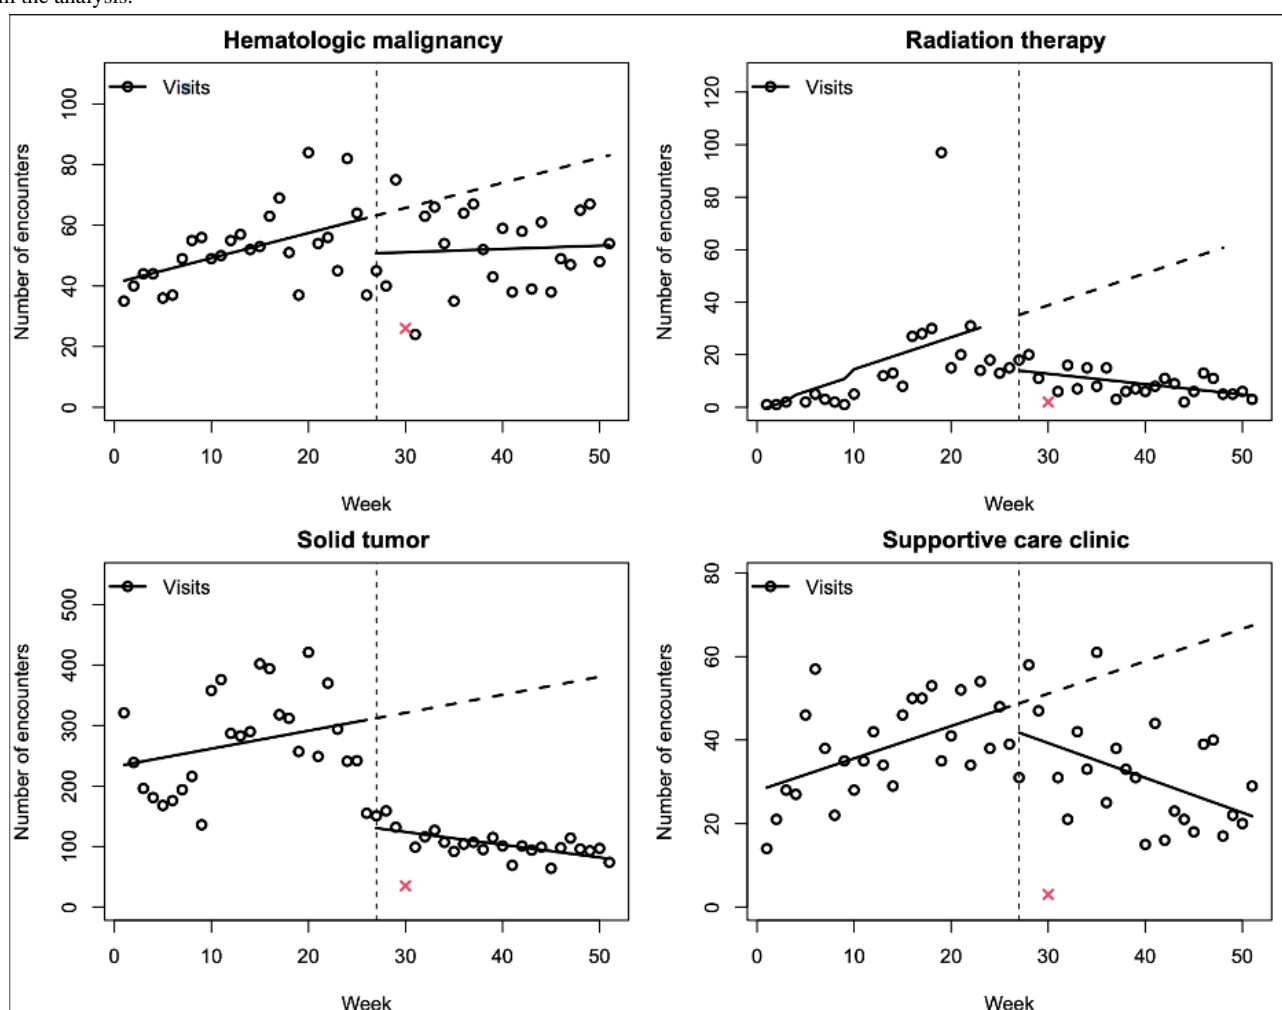 in the analysis.
Hematologic malignancy
Visits
Number of encounters
0 20 40 60 80 100
0 10 20 30 40 50
Week
Radiation therapy
Visits
Number of encounters
0 20 40 60 80 100 120
0 10 20 30 40 50
Week
Solid tumor
Visits
Number of encounters
0 100 200 300 400 500
0 10 20 30 40 50
Week
Supportive care clinic
Visits
Number of encounters
0 20 40 60 80
0 10 20 30 40 50
Week